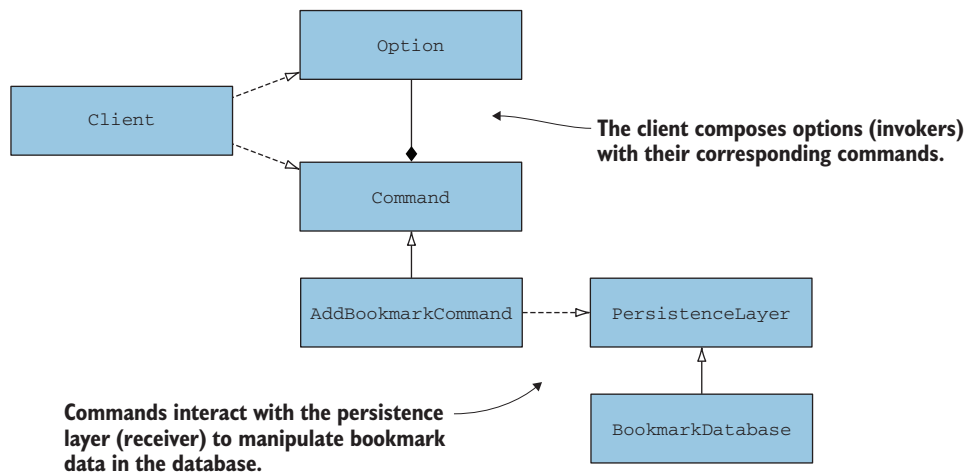 Option
Client
The client composes options (invokers)
with their corresponding commands.
Command
AddBookmarkCommand
PersistenceLayer
Commands interact with the persistence
layer (receiver) to manipulate bookmark
data in the database.
BookmarkDatabase